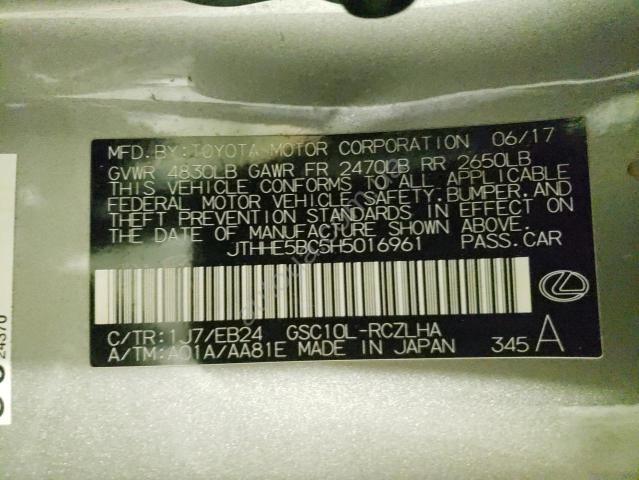 MFD. BY: TOYOTA MOTOR CORPORATION 06/17
GVWR 4830LB GAWR FR 2470LB RR 2650LB
THIS VEHICLE CONFORMS TO ALL APPLICABLE
FEDERAL MOTOR VEHICLE SAFETY, BUMPER, AND
THEFT PREVENTION STANDARDS IN EFFECT ON
THE DATE OF MANUFACTURE SHOWN ABOVE.
JTHHE5BC5H5016961 PASS.CAR
C/TR: 1J7/EB24 GSC10L-RCZLHA
A/TM: A01A/AA81E MADE IN JAPAN 345 A
24370